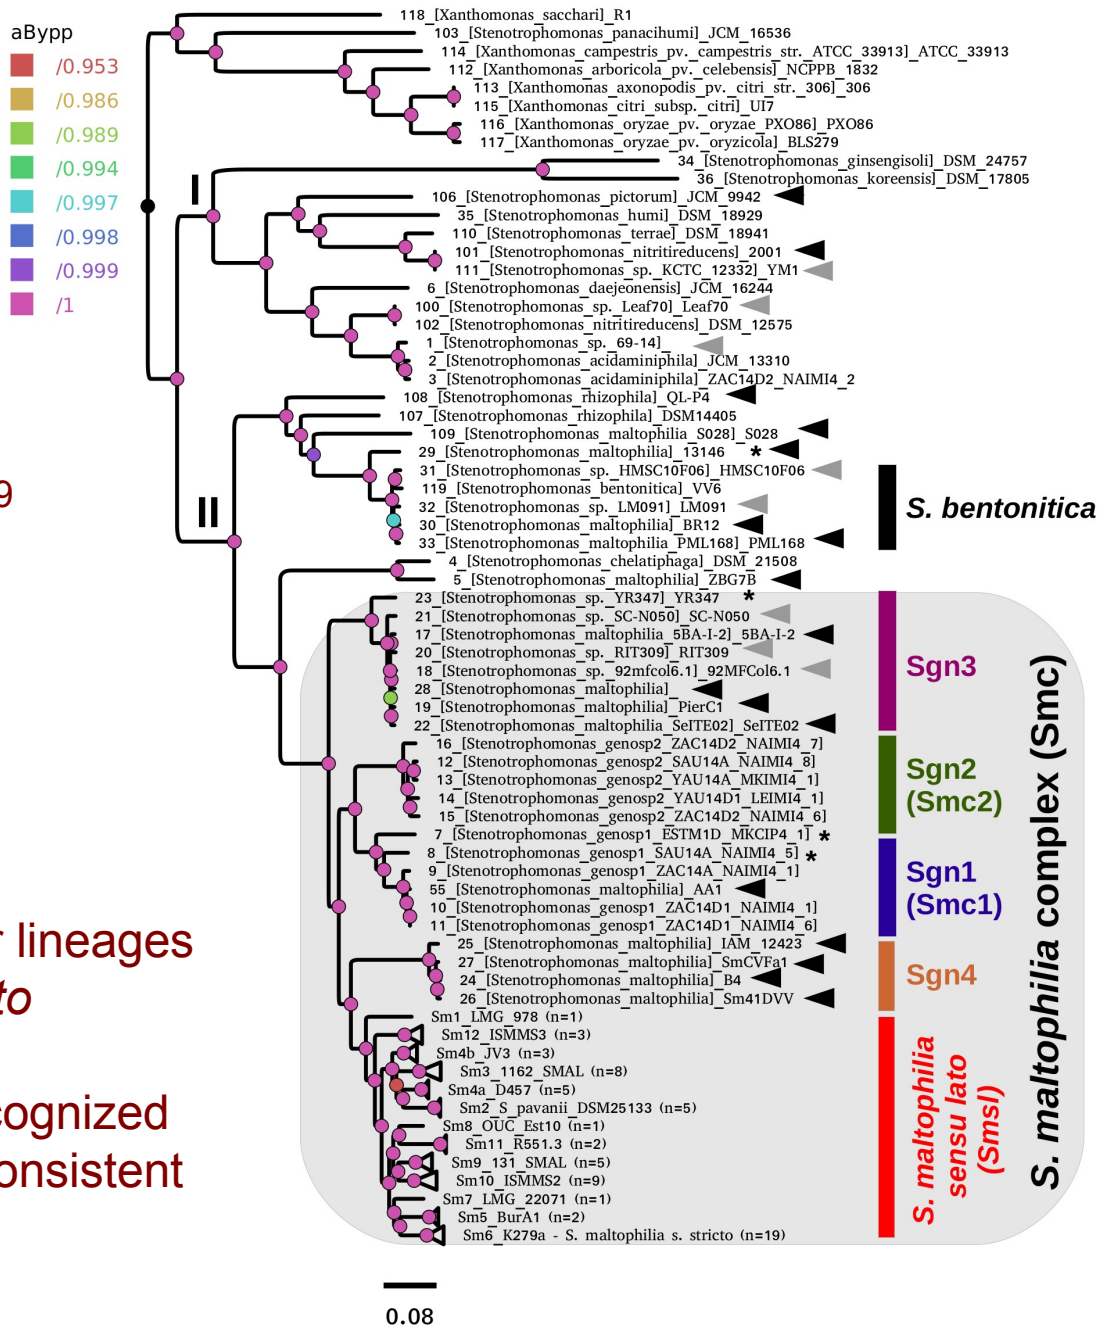 aBypp
/0.953
/0.986
/0.989
/0.994
/0.997
/0.998
/0.999
/1
118_[Xanthomonas_sacchari]_R1
103_[Stenotrophomonas_panacihumi]_JCM_16536
114_[Xanthomonas_campestris_pv._campestris_str._ATCC_33913]_ATCC_33913
112_[Xanthomonas_arboricola_pv._celebensis]_NCPPB_1832
113_[Xanthomonas_axonopodis_pv._citri_str._306]_306
115_[Xanthomonas_citri_subsp._citri]_UI7
116_[Xanthomonas_oryzae_pv._oryzae_PXO86]_PXO86
117_[Xanthomonas_oryzae_pv._oryzicola]_BLS279
34_[Stenotrophomonas_ginsengisoli]_DSM_24757
36_[Stenotrophomonas_koreensis]_DSM_17805
I
106_[Stenotrophomonas_pictorum]_JCM_9942
35_[Stenotrophomonas_humi]_DSM_18929
110_[Stenotrophomonas_terrae]_DSM_18941
101_[Stenotrophomonas_nitritireducens]_2001
111_[Stenotrophomonas_sp._KCTC_12332]_YM1
6_[Stenotrophomonas_daejeonensis]_JCM_16244
100_[Stenotrophomonas_sp._Leaf70]_Leaf70
102_[Stenotrophomonas_nitritireducens]_DSM_12575
1_[Stenotrophomonas_sp._69-14]_
2_[Stenotrophomonas_acidaminiphila]_JCM_13310
3_[Stenotrophomonas_acidaminiphila]_ZAC14D2_NAIMI4_2
108_[Stenotrophomonas_rhizophila]_QL-P4
107_[Stenotrophomonas_rhizophila]_DSM14405
109_[Stenotrophomonas_maltophilia_S028]_S028
29_[Stenotrophomonas_maltophilia]_13146 *
31_[Stenotrophomonas_sp._HMSC10F06]_HMSC10F06
119_[Stenotrophomonas_bentonitica]_VV6
9
32_[Stenotrophomonas_sp._LM091]_LM091
S. bentonitica
II
30_[Stenotrophomonas_maltophilia]_BR12
33_[Stenotrophomonas_maltophilia_PML168]_PML168
4_[Stenotrophomonas_chelatiphaga]_DSM_21508
5_[Stenotrophomonas_maltophilia]_ZBG7B
23_[Stenotrophomonas_sp._YR347]_YR347 *
21_[Stenotrophomonas_sp._SC-N050]_SC-N050
17_[Stenotrophomonas_maltophilia_5BA-I-2]_5BA-I-2
20_[Stenotrophomonas_sp._RIT309]_RIT309
18_[Stenotrophomonas_sp._92mfcol6.1]_92MFCol6.1
Sgn3
28_[Stenotrophomonas_maltophilia]_
19_[Stenotrophomonas_maltophilia]_PierC1
22_[Stenotrophomonas_maltophilia_SeITE02]_SeITE02
16_[Stenotrophomonas_genosp2_ZAC14D2_NAIMI4_7]
12_[Stenotrophomonas_genosp2_SAU14A_NAIMI4_8]
13_[Stenotrophomonas_genosp2_YAU14A_MKIMI4_1]
14_[Stenotrophomonas_genosp2_YAU14D1_LEIMI4_1]
15_[Stenotrophomonas_genosp2_ZAC14D2_NAIMI4_6]
Sgn2
(Smc2)
7_[Stenotrophomonas_genosp1_ESTM1D_MKCIP4_1] *
8_[Stenotrophomonas_genosp1_SAU14A_NAIMI4_5] *
9_[Stenotrophomonas_genosp1_ZAC14A_NAIMI4_1]
55_[Stenotrophomonas_maltophilia]_AA1
10_[Stenotrophomonas_genosp1_ZAC14D1_NAIMI4_1]
11_[Stenotrophomonas_genosp1_ZAC14D1_NAIMI4_6]
Sgn1
(Smc1)
25_[Stenotrophomonas_maltophilia]_IAM_12423
27_[Stenotrophomonas_maltophilia]_SmCVFa1
24_[Stenotrophomonas_maltophilia]_B4
26_[Stenotrophomonas_maltophilia]_Sm41DVV
Sgn4
lineages
to
Sm1_LMG_978 (n=1)
Sm12_ISMMS3 (n=3)
Sm4b_JV3 (n=3)
Sm3_1162_SMAL (n=8)
Sm4a_D457 (n=5)
Sm2_S_pavanii_DSM25133 (n=5)
Sm8_OUC_Est10 (n=1)
Sm11_R551.3 (n=2)
Sm9_131_SMAL (n=5)
Sm10_ISMMS2 (n=9)
Sm7_LMG_22071 (n=1)
Sm5_BurA1 (n=2)
Sm6_K279a - S. maltophilia s. stricto (n=19)
cognized
onsistent
S. maltophilia
sensu lato
(Smsl)
S. maltophilia complex (Smc)
0.08